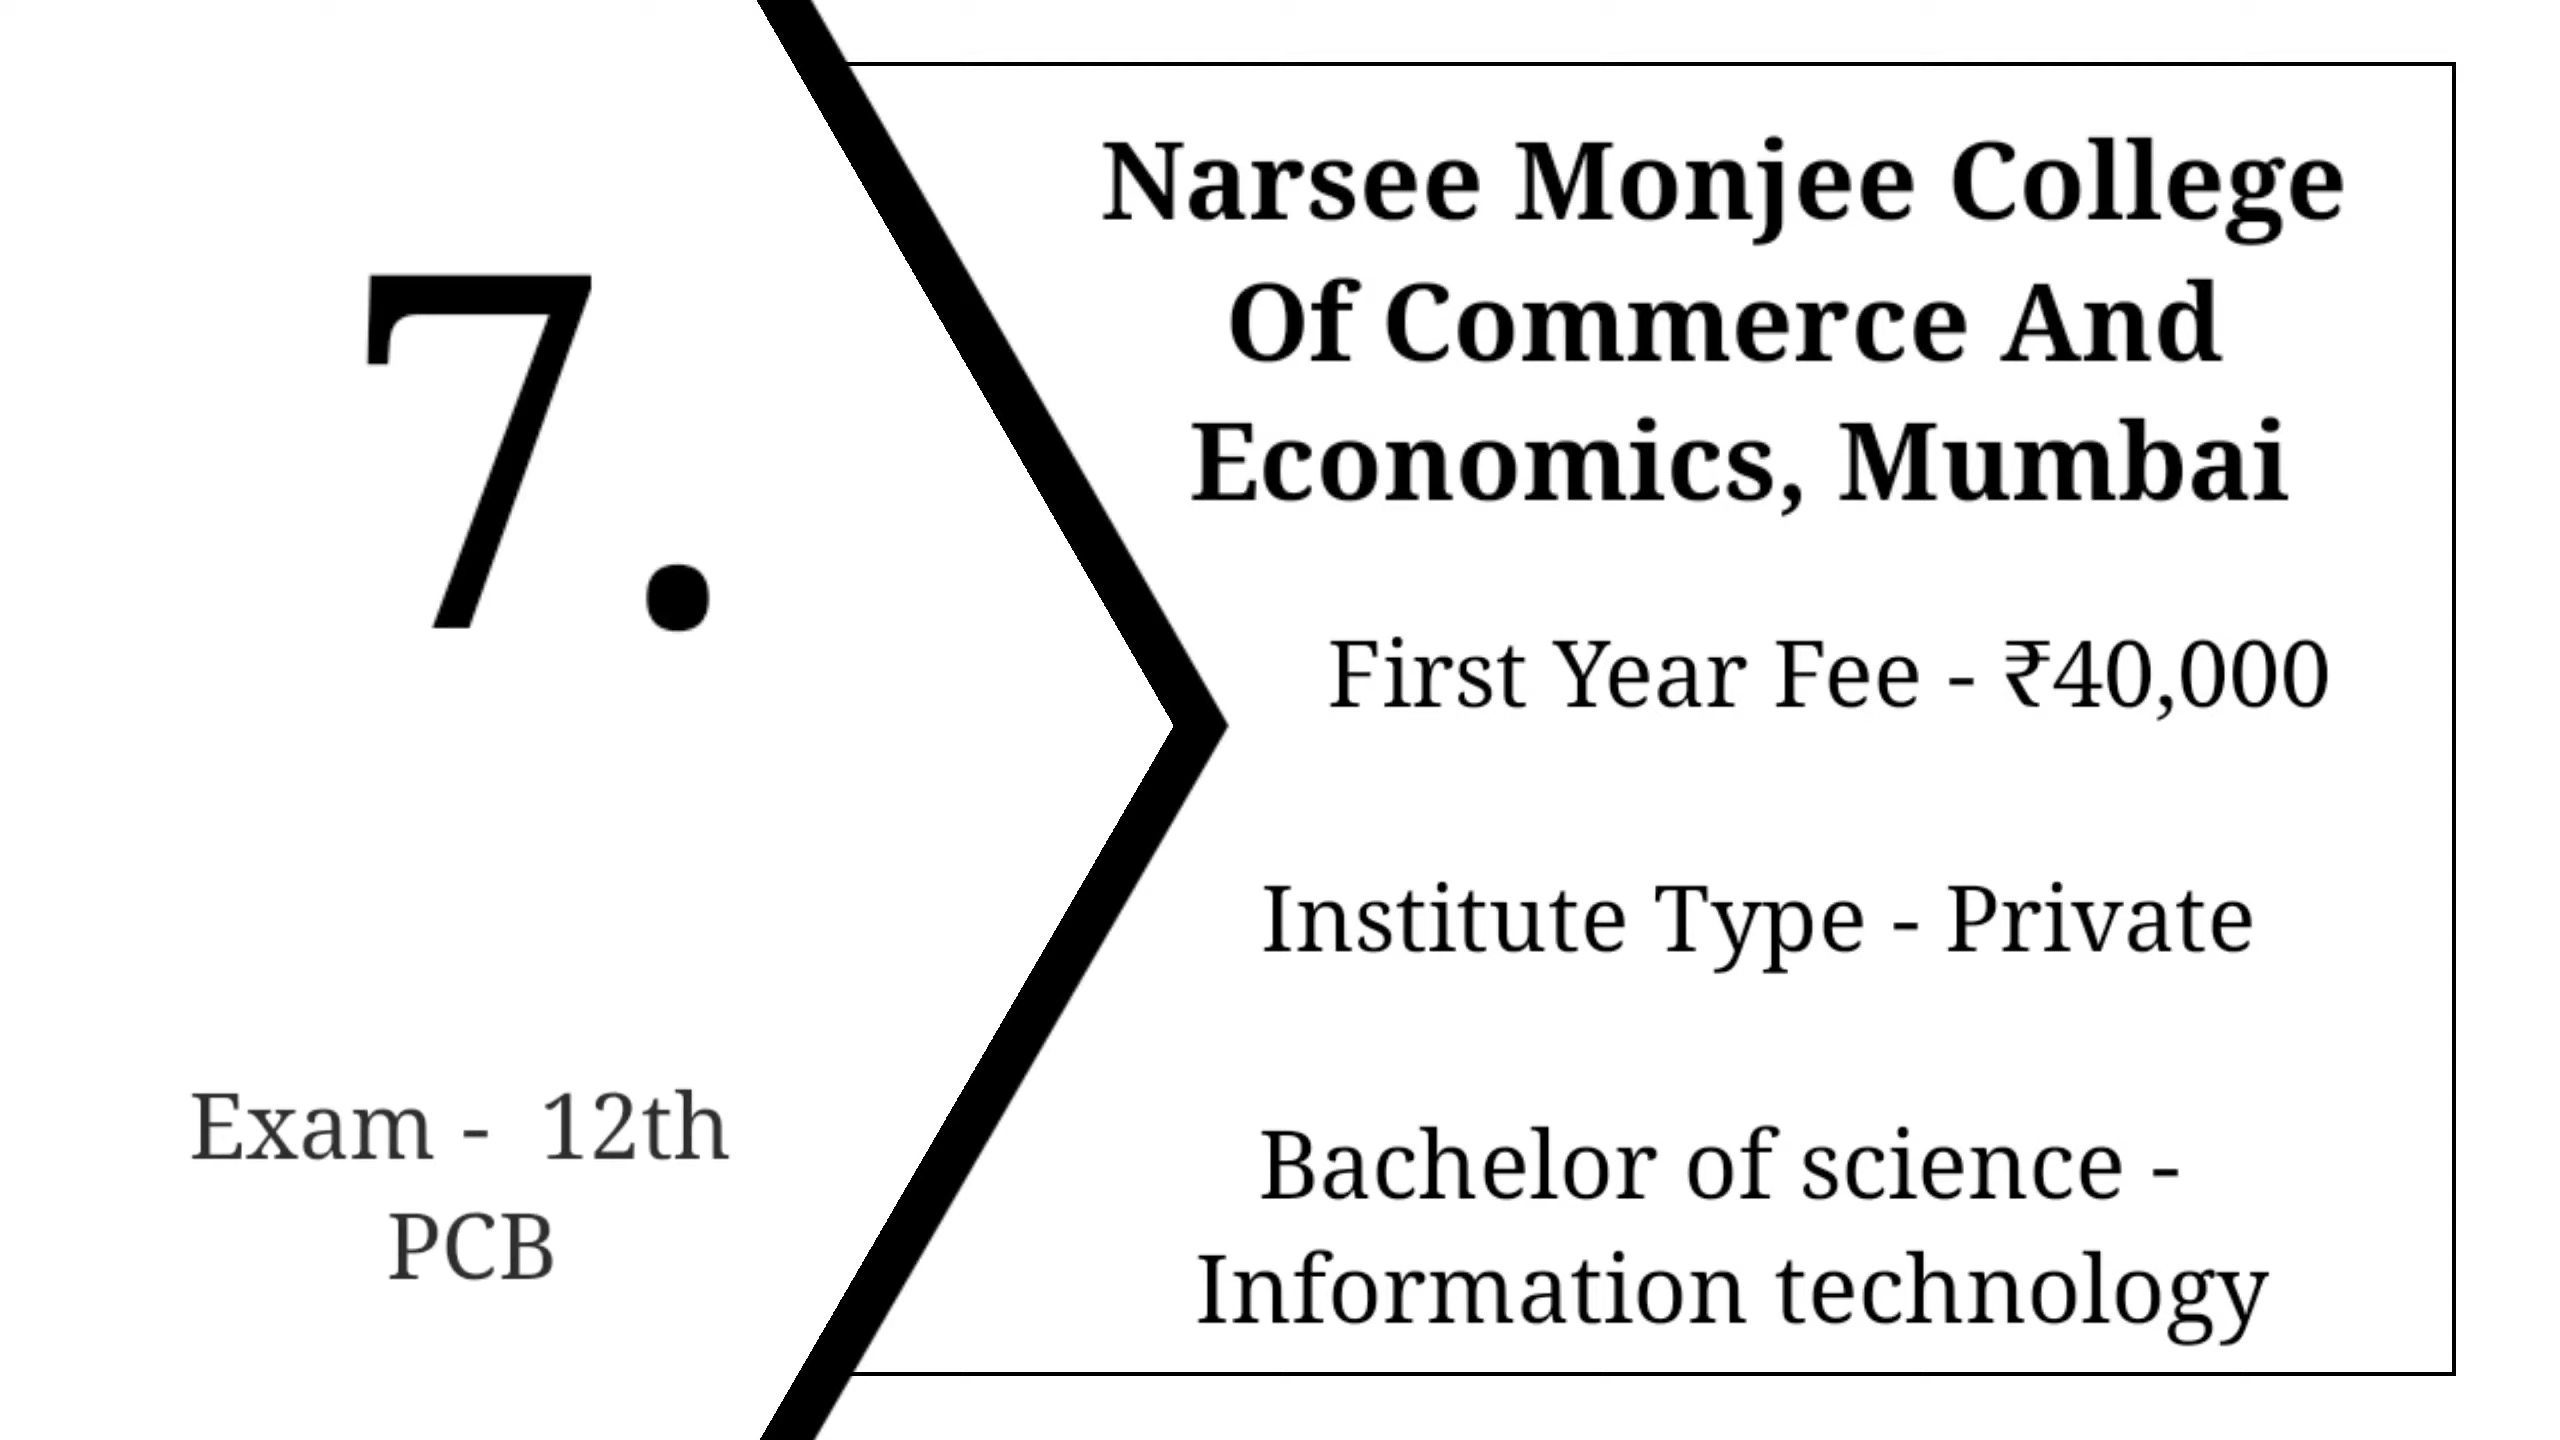 7.
Exam -  12th
PCB
Narsee Monjee College
Of Commerce And
Economics, Mumbai
First Year Fee - ₹40,000
Institute Type - Private
Bachelor of science -
Information technology